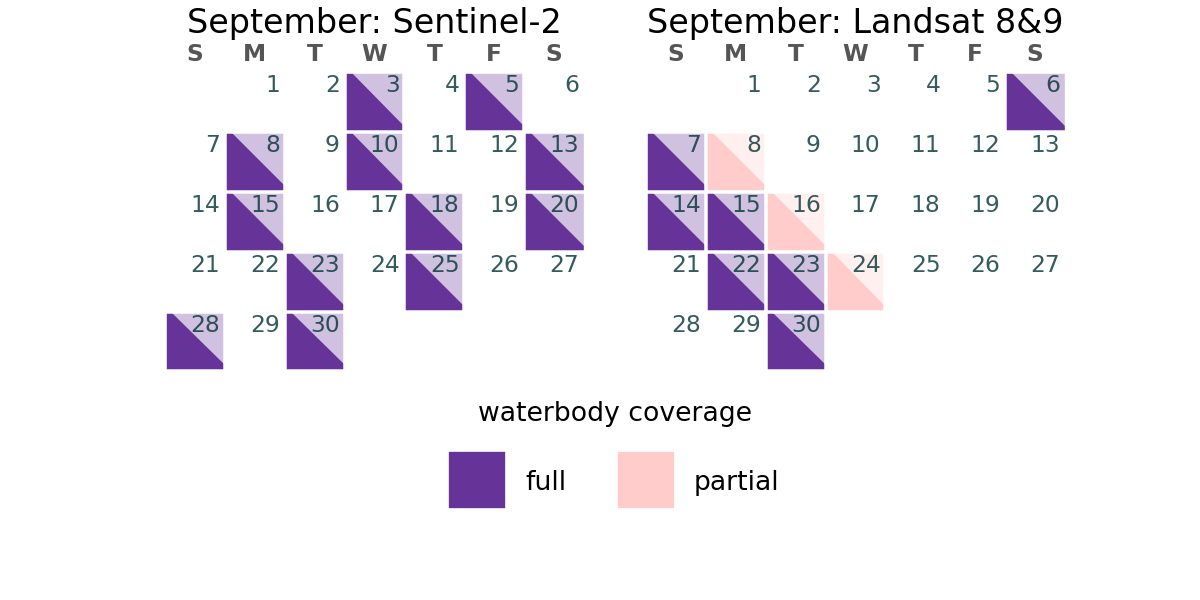 September: Sentinel-2
S M T W T F S
1 2 3 4 5 6
7 8 9 10 11 12 13
14 15 16 17 18 19 20
21 22 23 24 25 26 27
28 29 30
September: Landsat 8&9
S M T W T F S
1 2 3 4 5 6
7 8 9 10 11 12 13
14 15 16 17 18 19 20
21 22 23 24 25 26 27
28 29 30
waterbody coverage
full partial